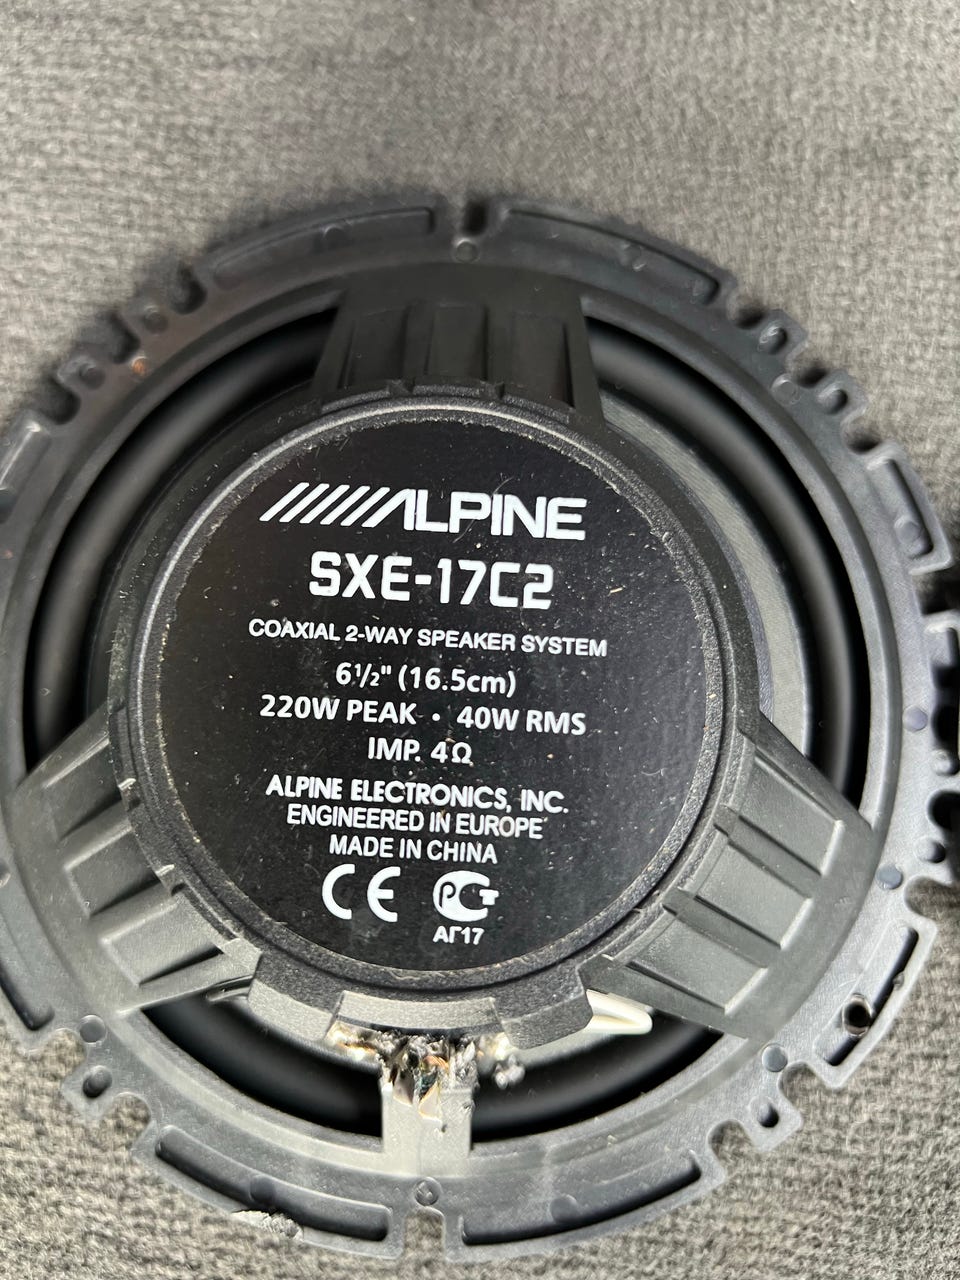 ALPINE
SXE-17C2
COAXIAL 2-WAY SPEAKER SYSTEM
6½" (16.5cm)
220W PEAK · 40W RMS
IMP. 4Ω
ALPINE ELECTRONICS, INC.
ENGINEERED IN EUROPE
MADE IN CHINA
CE РСТ
АГ17